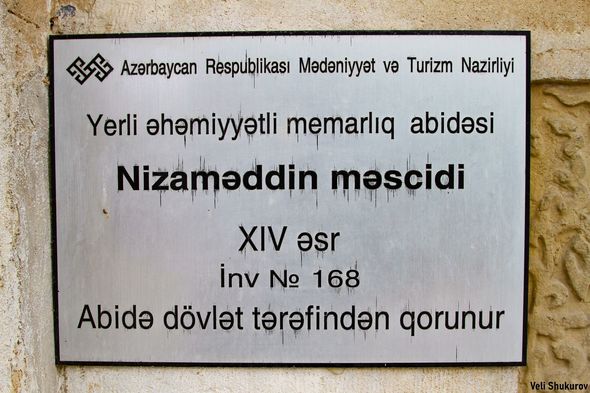 Azərbaycan Respublikası Mədəniyyət və Turizm Nazirliyi
Yerli əhəmiyyətli memarlıq abidəsi
Nizaməddin məscidi
XIV əsr
İnv № 168
Abidə dövlət tərəfindən qorunur
Veli Shukurov